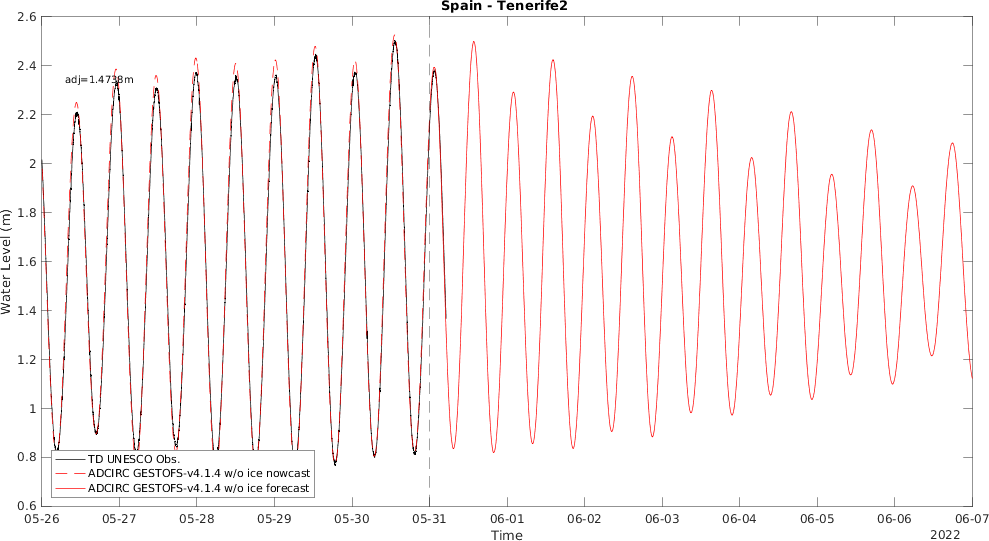 Spain - Tenerife2
2.6
2.4
2.2
2
1.8
1.6
1.4
1.2
1
0.8
0.6
Water Level (m)
adj=1.4738m
TD UNESCO Obs.
ADCIRC GESTOFS-v4.1.4 w/o ice nowcast
ADCIRC GESTOFS-v4.1.4 w/o ice forecast
05-26 05-27 05-28 05-29 05-30 05-31 06-01 06-02 06-03 06-04 06-05 06-06 06-07
Time
2022